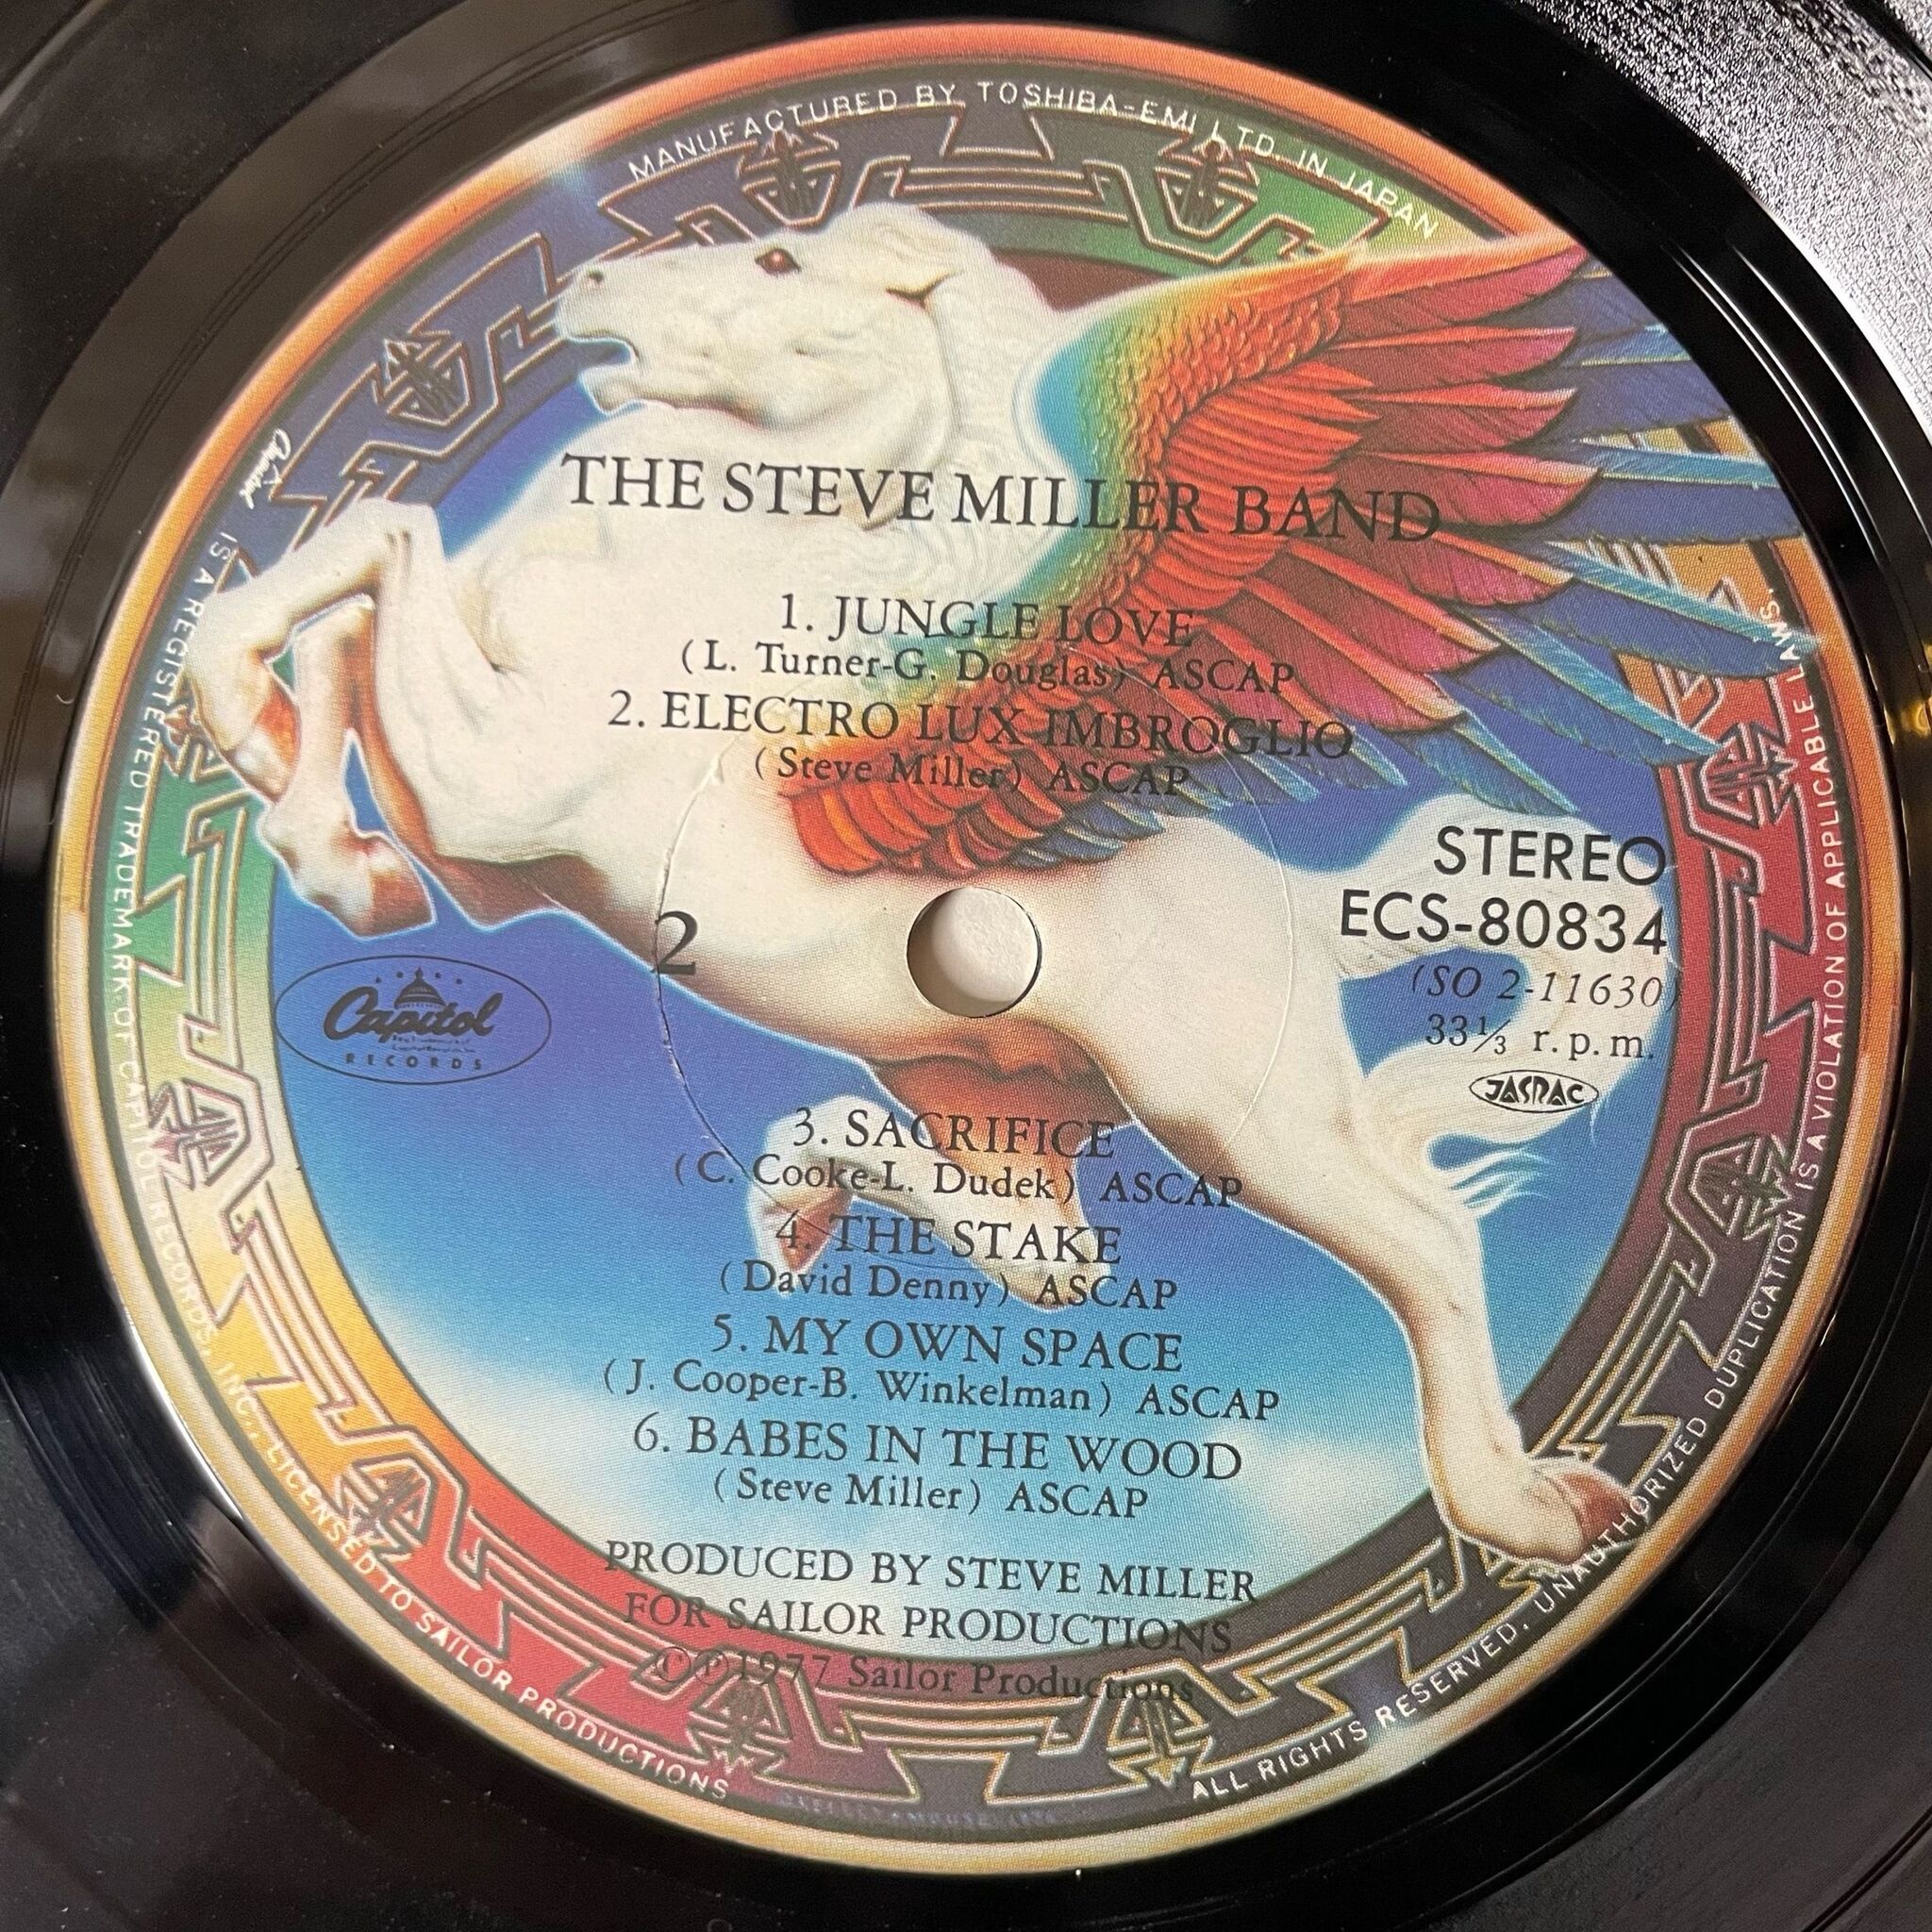 MANUFACTURED BY TOSHIBA-EMI LTD. IN JAPAN
THE STEVE MILLER BAND
1. JUNGLE LOVE
(L. Turner-G. Douglas) ASCAP
2. ELECTRO LUX IMBROGLIO
(Steve Miller) ASCAP
STEREO
ECS-80834
(SO 2-11630)
33⅓ r.p.m.
JASRAC
2
Capitol
RECORDS
3. SACRIFICE
(C. Cooke-L. Dudek) ASCAP
4. THE STAKE
(David Denny) ASCAP
5. MY OWN SPACE
(J. Cooper-B. Winkelman) ASCAP
6. BABES IN THE WOOD
(Steve Miller) ASCAP
PRODUCED BY STEVE MILLER
FOR SAILOR PRODUCTIONS
©℗1977 Sailor Productions
Capitol IS A REGISTERED TRADEMARK OF CAPITOL RECORDS, INC., LICENSED TO SAILOR PRODUCTIONS
ALL RIGHTS RESERVED. UNAUTHORIZED DUPLICATION IS A VIOLATION OF APPLICABLE LAWS.